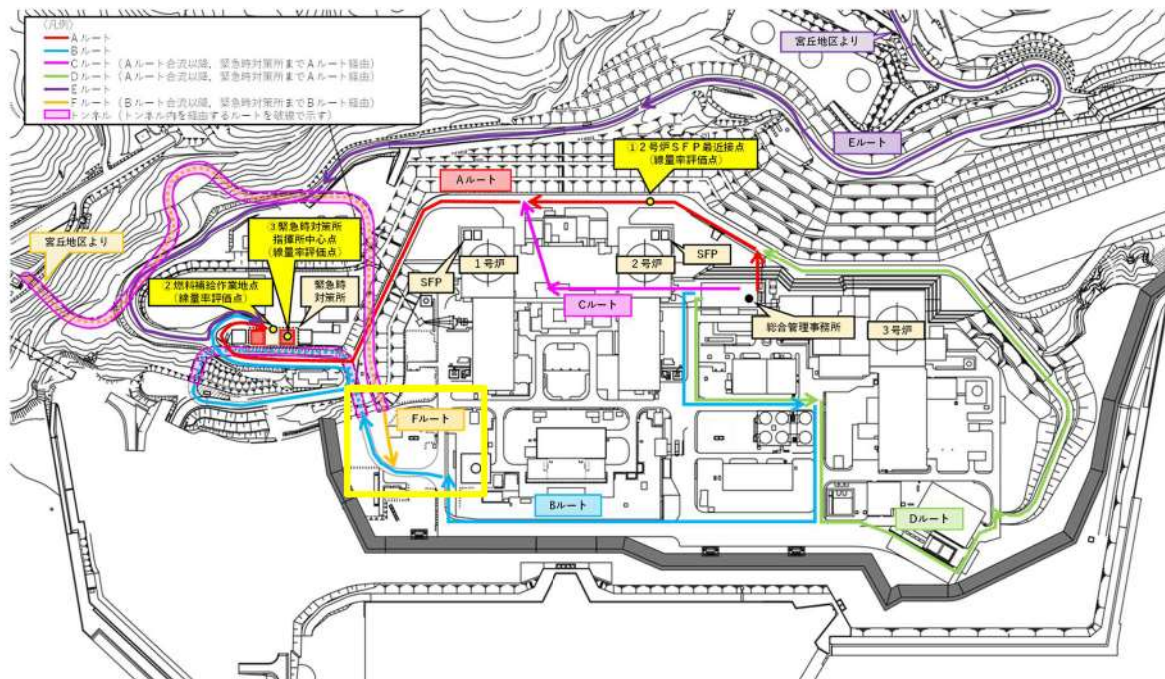 〈凡例〉
Aルート
Bルート
Cルート（Aルート合流以降，緊急時対策所までAルート経由）
Dルート（Aルート合流以降，緊急時対策所までAルート経由）
Eルート
Fルート（Bルート合流以降，緊急時対策所までBルート経由）
トンネル（トンネル内を経由するルートを破線で示す）
宮丘地区より
Eルート
①2号炉SFP最近接点
（線量率評価点）
Aルート
③緊急時対策所
指揮所中心点
（線量率評価点）
宮丘地区より
1号炉
2号炉
SFP
SFP
②燃料補給作業地点
（線量率評価点）
緊急時
対策所
Cルート
総合管理事務所
3号炉
Fルート
Bルート
Dルート